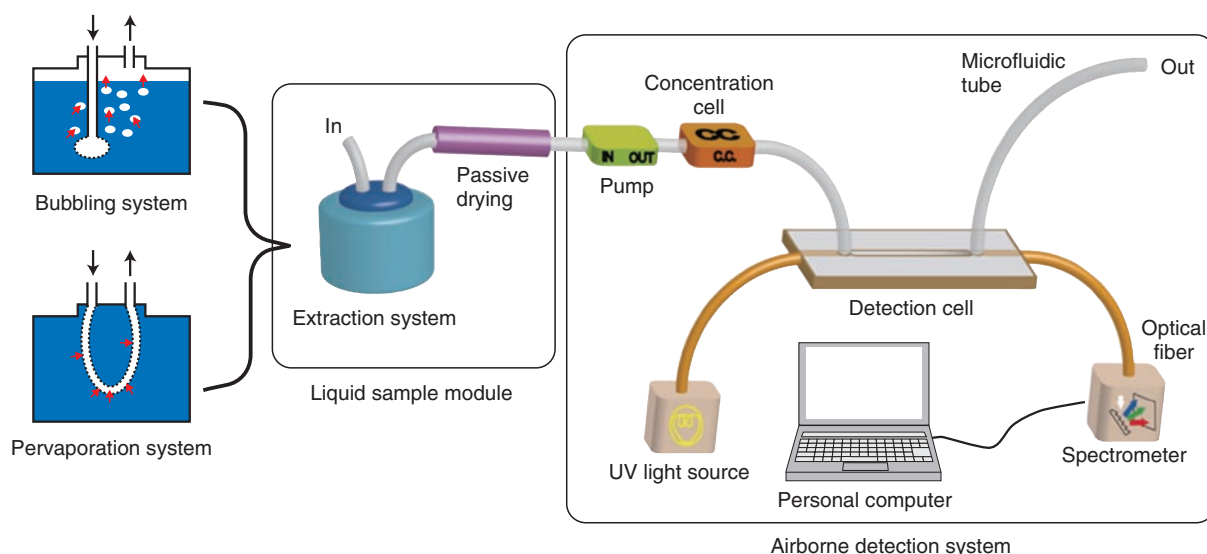 Bubbling system
Pervaporation system
In
Passive
drying
Extraction system
Liquid sample module
IN OUT
Pump
Concentration
cell
CC
C.C.
Microfluidic
tube
Out
Detection cell
Optical
fiber
UV light source
Personal computer
Spectrometer
Airborne detection system